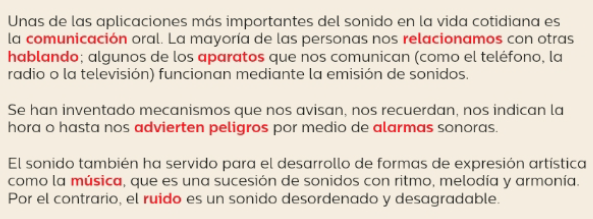 Unas de las aplicaciones más importantes del sonido en la vida cotidiana es
la comunicación oral. La mayoría de las personas nos relacionamos con otras
hablando; algunos de los aparatos que nos comunican (como el teléfono, la
radio o la televisión) funcionan mediante la emisión de sonidos.
Se han inventado mecanismos que nos avisan, nos recuerdan, nos indican la
hora o hasta nos advierten peligros por medio de alarmas sonoras.
El sonido también ha servido para el desarrollo de formas de expresión artística
como la música, que es una sucesión de sonidos con ritmo, melodía y armonía.
Por el contrario, el ruido es un sonido desordenado y desagradable.